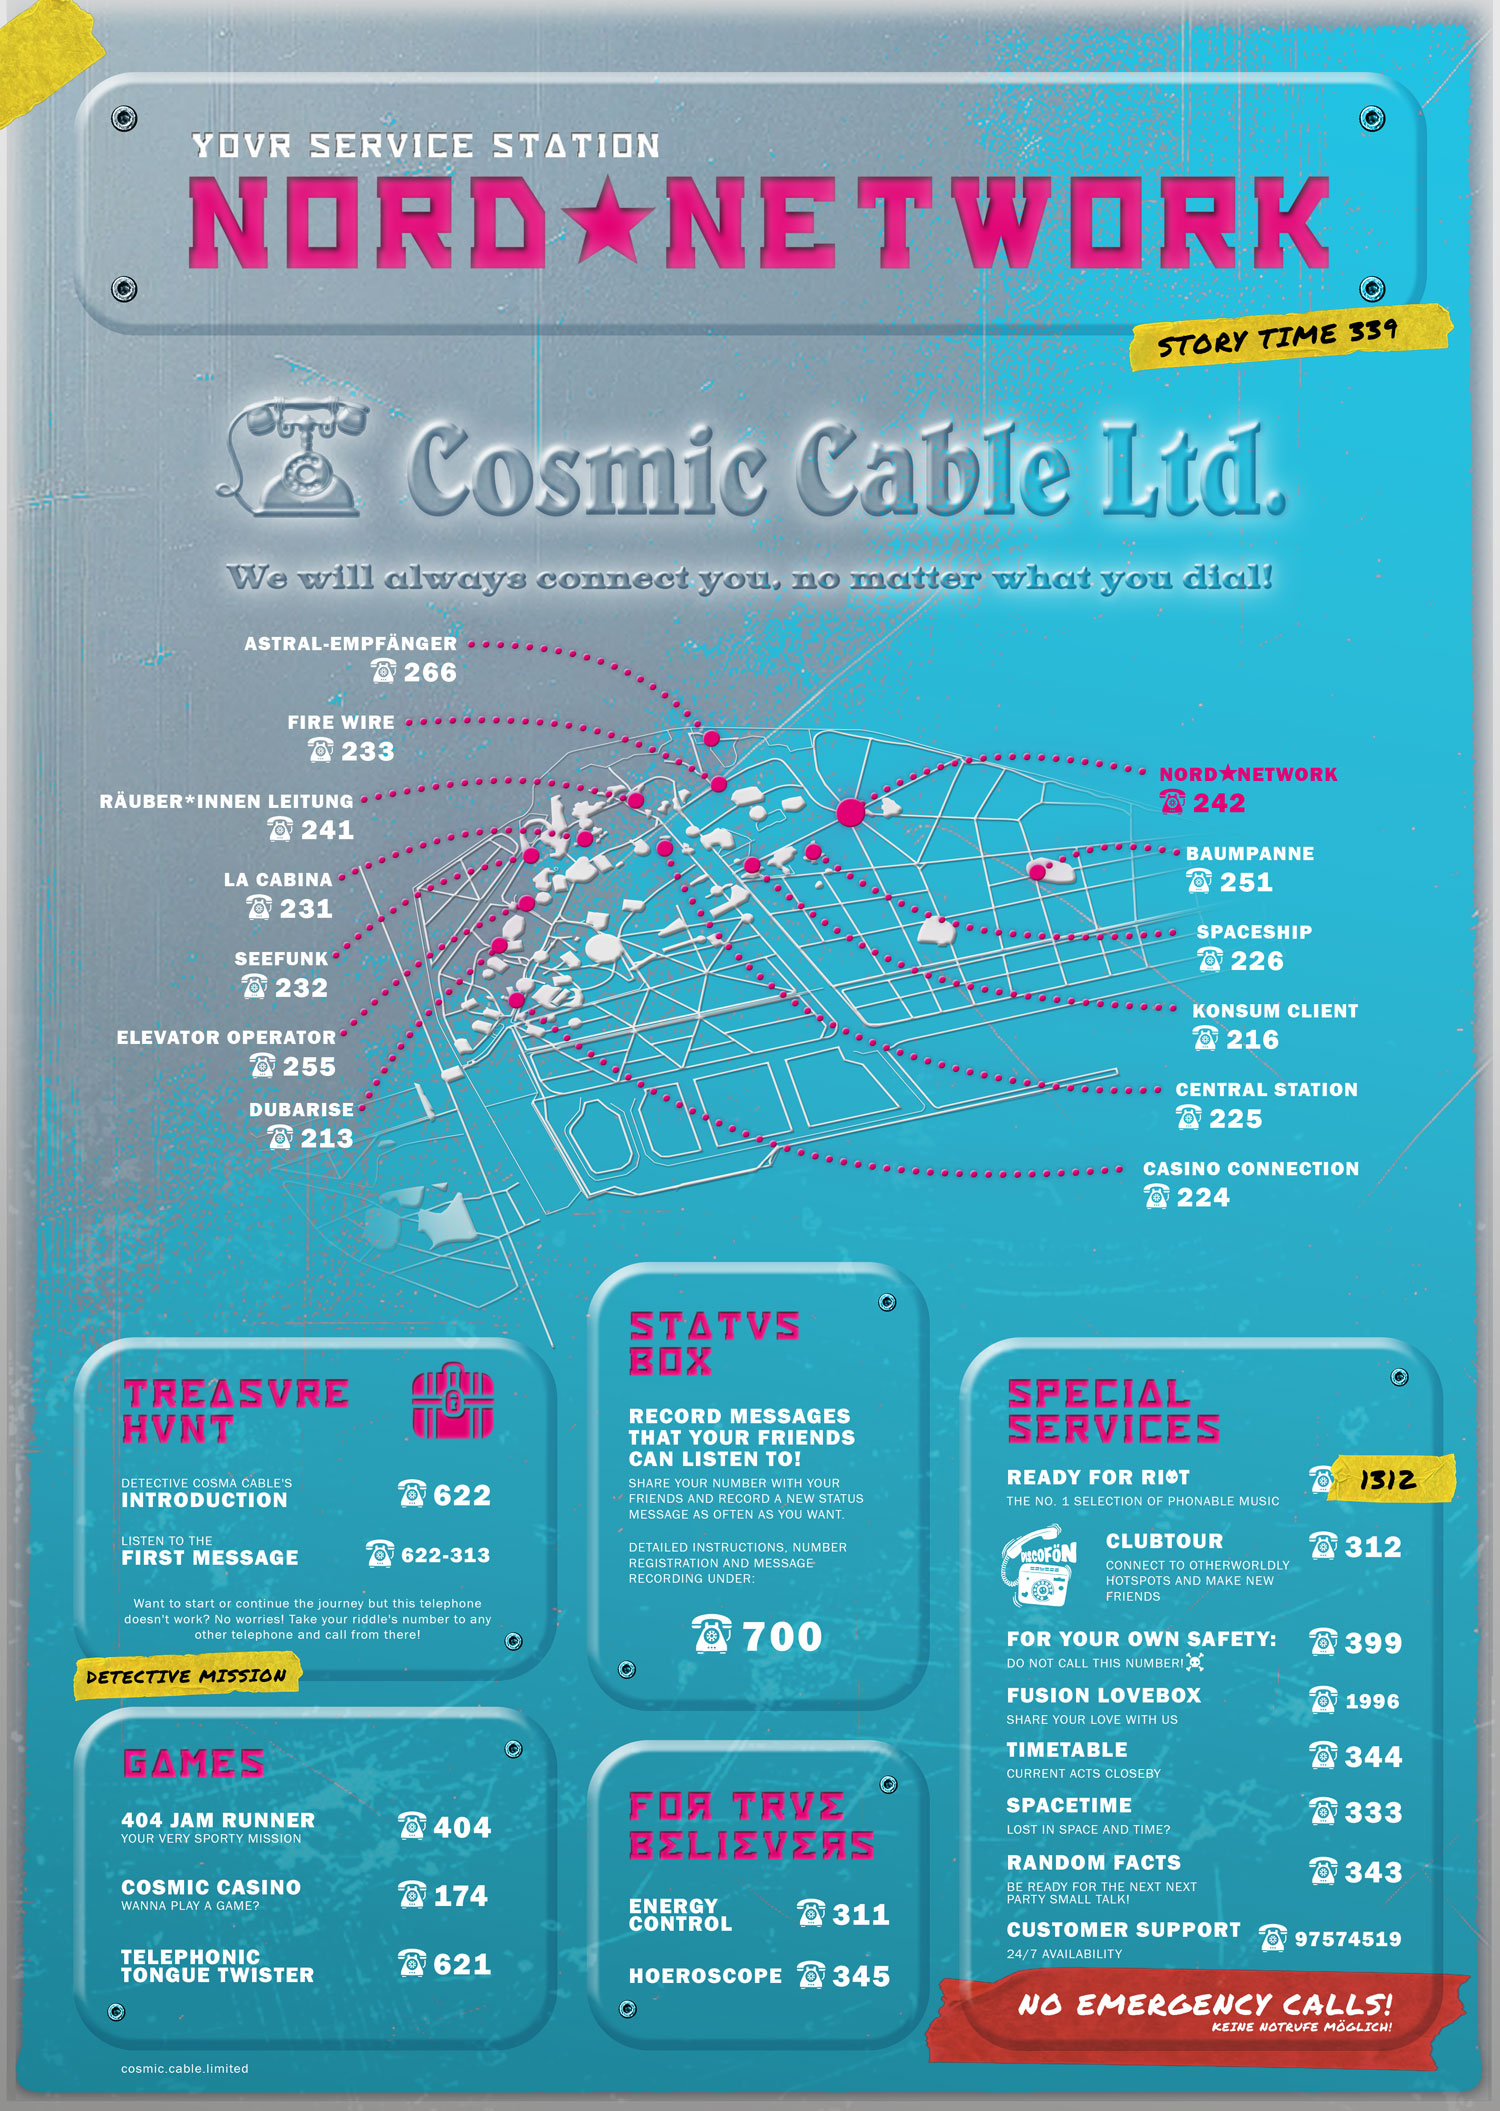 YOVR SERVICE STATION
NORD★NETWORK
STORY TIME 339
Cosmic Cable Ltd.
We will always connect you, no matter what you dial!
ASTRAL-EMPFÄNGER
266
FIRE WIRE
233
RÄUBER*INNEN LEITUNG
241
LA CABINA
231
SEEFUNK
232
ELEVATOR OPERATOR
255
DUBARISE
213
NORD★NETWORK
242
BAUMPANNE
251
SPACESHIP
226
KONSUM CLIENT
216
CENTRAL STATION
225
CASINO CONNECTION
224
TREASVRE
HVNT
DETECTIVE COSMA CABLE'S
INTRODUCTION 622
LISTEN TO THE
FIRST MESSAGE 622-313
Want to start or continue the journey but this telephone
doesn't work? No worries! Take your riddle's number to any
other telephone and call from there!
DETECTIVE MISSION
GAMES
404 JAM RUNNER 404
YOUR VERY SPORTY MISSION
COSMIC CASINO 174
WANNA PLAY A GAME?
TELEPHONIC
TONGUE TWISTER 621
STATVS
BOX
RECORD MESSAGES
THAT YOUR FRIENDS
CAN LISTEN TO!
SHARE YOUR NUMBER WITH YOUR
FRIENDS AND RECORD A NEW STATUS
MESSAGE AS OFTEN AS YOU WANT.
DETAILED INSTRUCTIONS, NUMBER
REGISTRATION AND MESSAGE
RECORDING UNDER:
700
FOЯ TRVE
BELIEVEЯS
ENERGY
CONTROL 311
HOEROSCOPE 345
SPECIAL
SERVICES
READY FOR RIOT 1312
THE NO. 1 SELECTION OF PHONABLE MUSIC
DISCOFÖN
CLUBTOUR 312
CONNECT TO OTHERWORLDLY
HOTSPOTS AND MAKE NEW
FRIENDS
FOR YOUR OWN SAFETY: 399
DO NOT CALL THIS NUMBER!
FUSION LOVEBOX 1996
SHARE YOUR LOVE WITH US
TIMETABLE 344
CURRENT ACTS CLOSEBY
SPACETIME 333
LOST IN SPACE AND TIME?
RANDOM FACTS 343
BE READY FOR THE NEXT NEXT
PARTY SMALL TALK!
CUSTOMER SUPPORT 97574519
24/7 AVAILABILITY
NO EMERGENCY CALLS!
KEINE NOTRUFE MÖGLICH!
cosmic.cable.limited